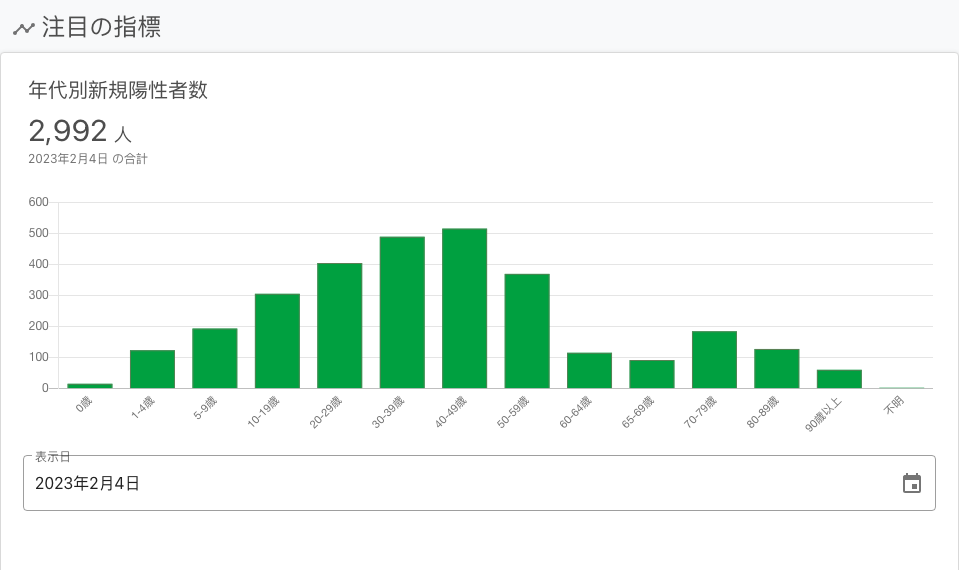 注目の指標
年代別新規陽性者数
2,992 人
2023年2月4日 の合計
600
500
400
300
200
100
0
0歳
1-4歳
5-9歳
10-19歳
20-29歳
30-39歳
40-49歳
50-59歳
60-64歳
65-69歳
70-79歳
80-89歳
90歳以上
不明
表示日
2023年2月4日